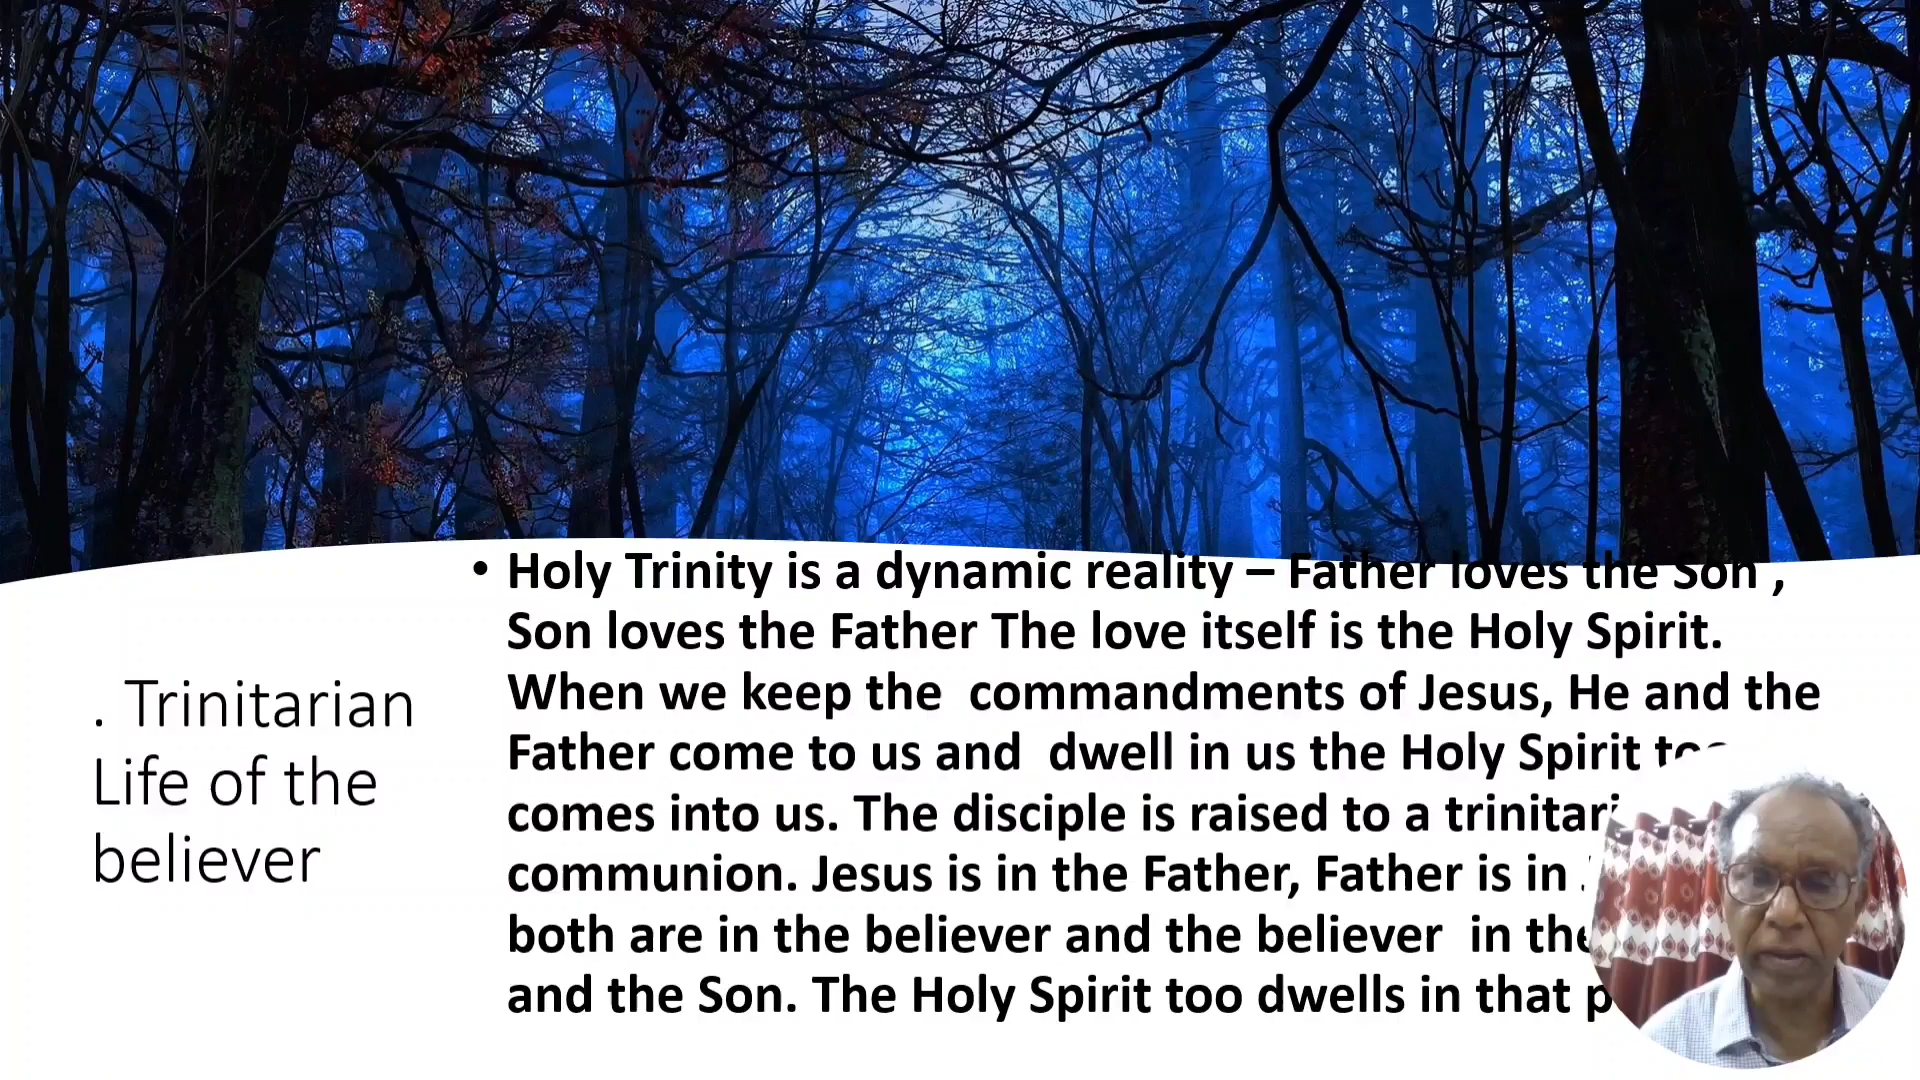 . Trinitarian
Life of the
believer
• Holy Trinity is a dynamic reality – Father loves the Son ,
Son loves the Father The love itself is the Holy Spirit.
When we keep the  commandments of Jesus, He and the
Father come to us and  dwell in us the Holy Spirit
comes into us. The disciple is raised to a
communion. Jesus is in the Father, Father is in
both are in the believer and the believer  in
and the Son. The Holy Spirit too dwells in that